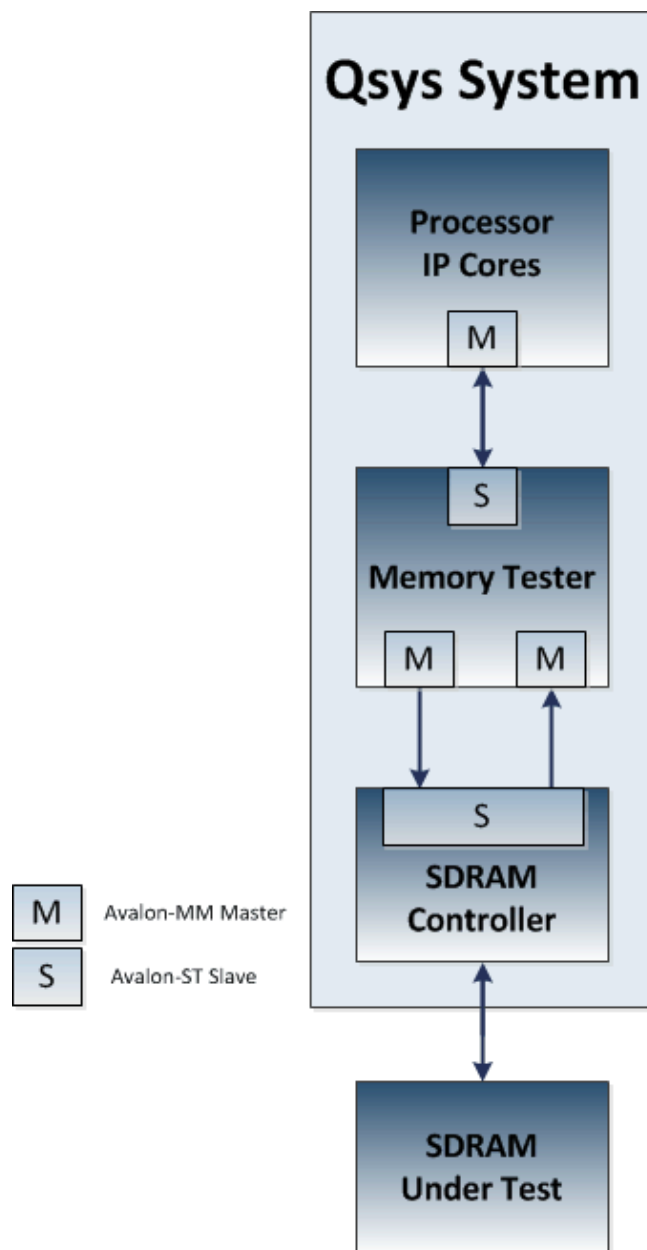 Qsys System
Processor
IP Cores
M
S
Memory Tester
M M
S
SDRAM
Controller
M Avalon-MM Master
S Avalon-ST Slave
SDRAM
Under Test